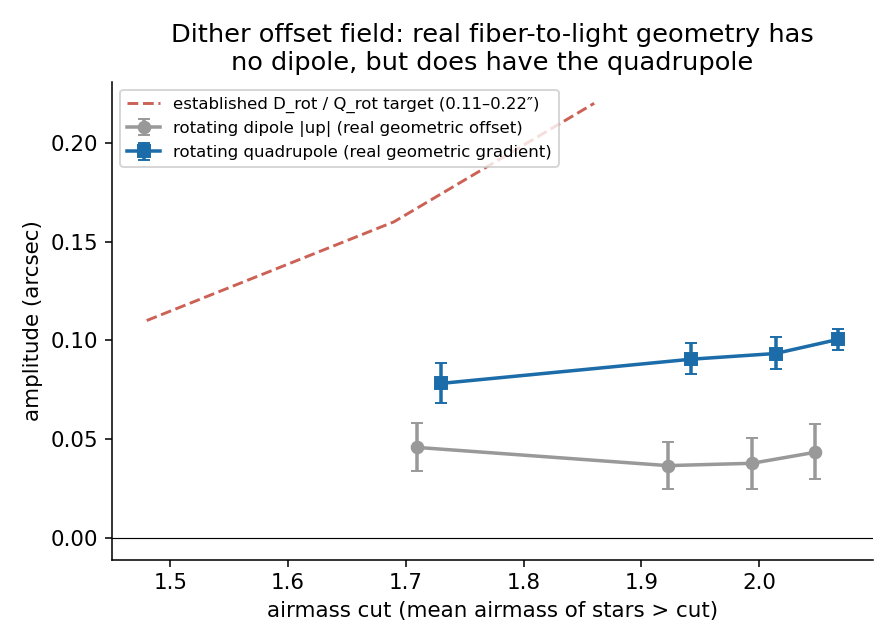 Dither offset field: real fiber-to-light geometry has
no dipole, but does have the quadrupole
established D_rot / Q_rot target (0.11–0.22″)
rotating dipole |up| (real geometric offset)
rotating quadrupole (real geometric gradient)
amplitude (arcsec)
0.20
0.15
0.10
0.05
0.00
1.5 1.6 1.7 1.8 1.9 2.0
airmass cut (mean airmass of stars > cut)